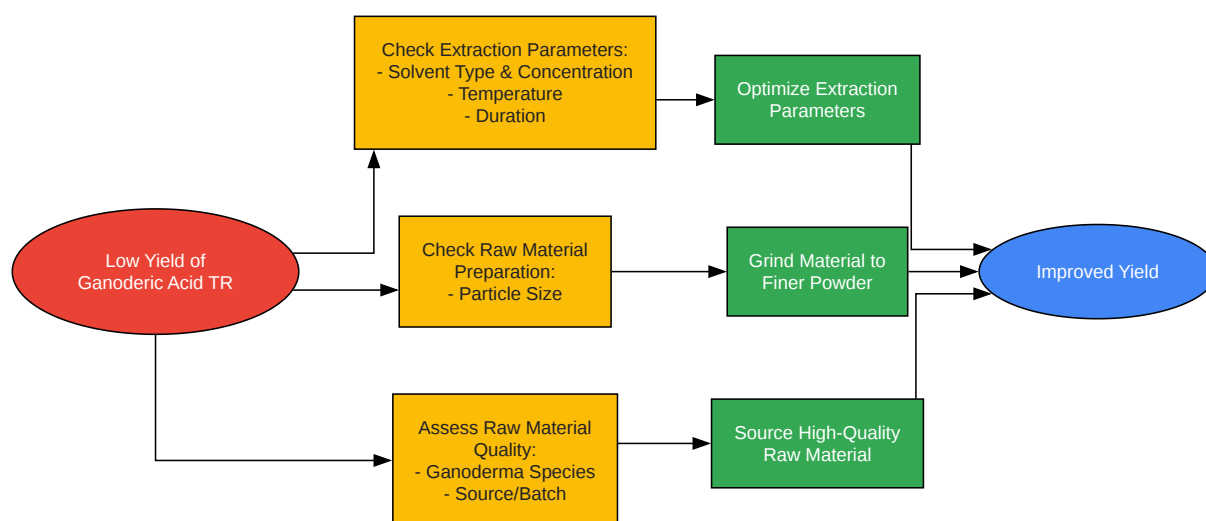 Check Extraction Parameters:
- Solvent Type & Concentration
- Temperature
- Duration
Optimize Extraction
Parameters
Low Yield of
Ganoderic Acid TR
Check Raw Material
Preparation:
- Particle Size
Grind Material to
Finer Powder
Improved Yield
Assess Raw Material
Quality:
- Ganoderma Species
- Source/Batch
Source High-Quality
Raw Material